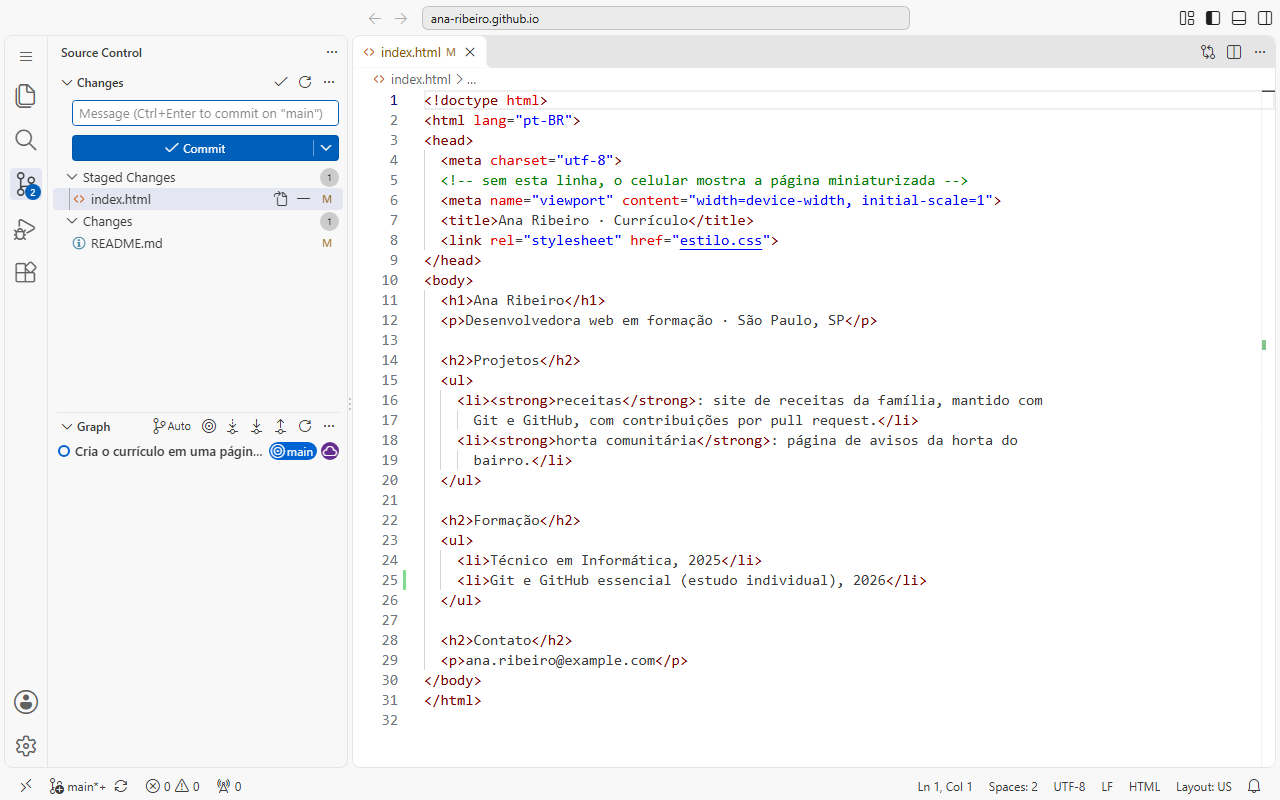 ana-ribeiro.github.io
Source Control
Changes
Message (Ctrl+Enter to commit on "main")
Commit
Staged Changes 1
index.html M
Changes 1
README.md M
2
Graph Auto
Cria o currículo em uma págin... main
index.html M
index.html > ...
1 <!doctype html>
2 <html lang="pt-BR">
3 <head>
4 <meta charset="utf-8">
5 <!-- sem esta linha, o celular mostra a página miniaturizada -->
6 <meta name="viewport" content="width=device-width, initial-scale=1">
7 <title>Ana Ribeiro · Currículo</title>
8 <link rel="stylesheet" href="estilo.css">
9 </head>
10 <body>
11 <h1>Ana Ribeiro</h1>
12 <p>Desenvolvedora web em formação · São Paulo, SP</p>
13
14 <h2>Projetos</h2>
15 <ul>
16 <li><strong>receitas</strong>: site de receitas da família, mantido com
17 Git e GitHub, com contribuições por pull request.</li>
18 <li><strong>horta comunitária</strong>: página de avisos da horta do
19 bairro.</li>
20 </ul>
21
22 <h2>Formação</h2>
23 <ul>
24 <li>Técnico em Informática, 2025</li>
25 <li>Git e GitHub essencial (estudo individual), 2026</li>
26 </ul>
27
28 <h2>Contato</h2>
29 <p>ana.ribeiro@example.com</p>
30 </body>
31 </html>
32
main*+ 0 0 0 Ln 1, Col 1 Spaces: 2 UTF-8 LF HTML Layout: US